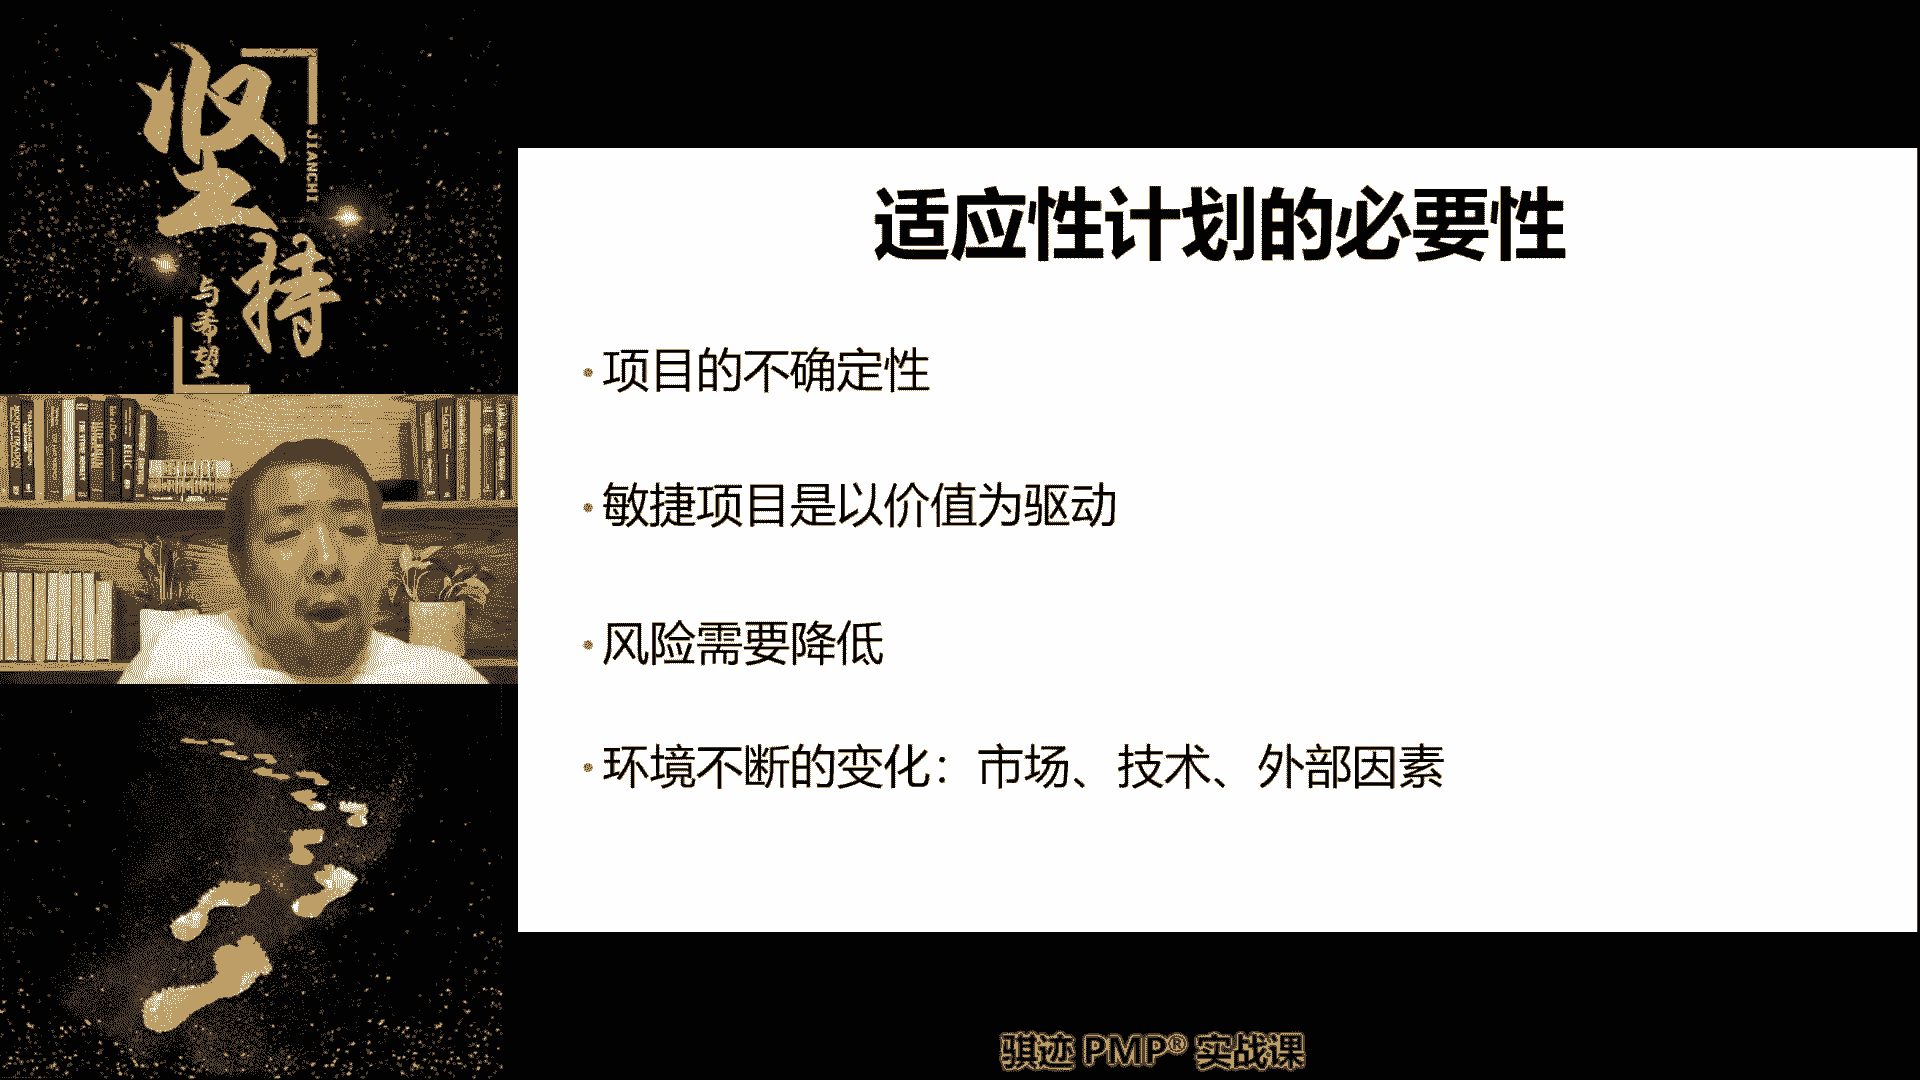 坚持
JIANCHI
与希望
适应性计划的必要性
项目的不确定性
敏捷项目是以价值为驱动
风险需要降低
环境不断的变化：市场、技术、外部因素
骐迹 PMP® 实战课